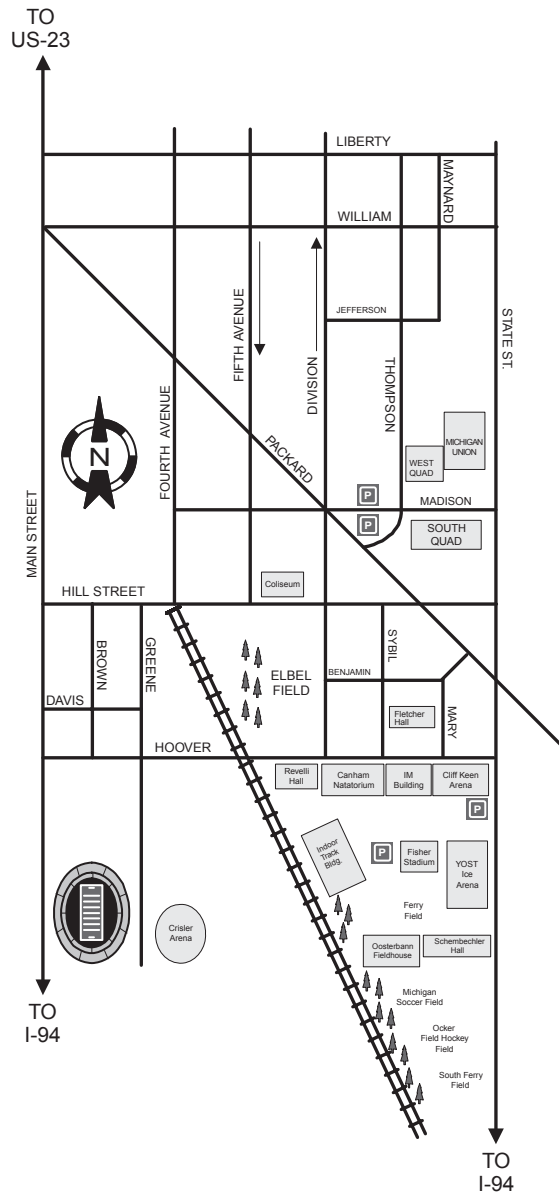 TO
US-23
LIBERTY
MAYNARD
WILLIAM
JEFFERSON
STATE ST.
FIFTH AVENUE
DIVISION
THOMPSON
FOURTH AVENUE
PACKARD
MICHIGAN
UNION
WEST
QUAD
N
P
MADISON
P
SOUTH
QUAD
MAIN STREET
Coliseum
HILL STREET
BROWN
GREENE
SYBIL
ELBEL
FIELD
BENJAMIN
DAVIS
Fletcher
Hall
MARY
HOOVER
Revelli
Hall
Canham
Natatorium
IM
Building
Cliff Keen
Arena
P
Indoor
Track
Bldg.
P
Fisher
Stadium
YOST
Ice
Arena
Ferry
Field
Crisler
Arena
Oosterbann
Fieldhouse
Schembechler
Hall
Michigan
Soccer Field
TO
I-94
Ocker
Field Hockey
Field
South Ferry
Field
TO
I-94